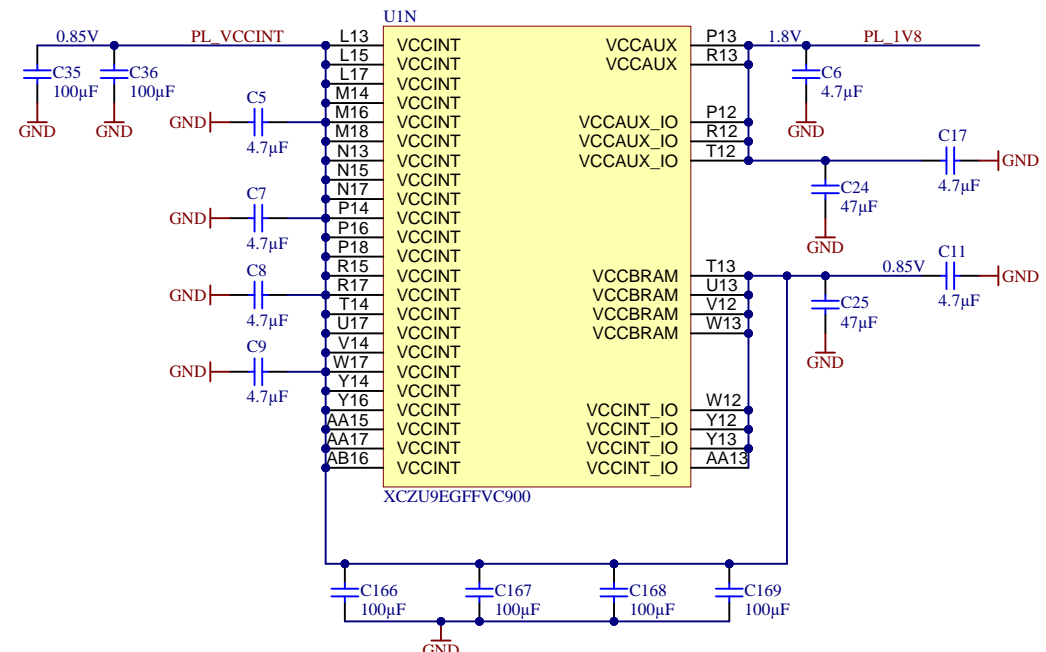 U1N
0.85V PL_VCCINT L13 VCCINT VCCAUX P13 1.8V PL_1V8
L15 VCCINT VCCAUX R13
C35 C36 L17 VCCINT C6
100µF 100µF M14 VCCINT 4.7µF
C5
GND GND GND M16 VCCINT VCCAUX_IO P12 GND
4.7µF M18 VCCINT VCCAUX_IO R12 C17
N13 VCCINT VCCAUX_IO T12 GND
N15 VCCINT 4.7µF
C7 N17 VCCINT C24
GND P14 VCCINT 47µF
4.7µF P16 VCCINT
P18 VCCINT GND C11
C8 R15 VCCINT VCCBRAM T13 0.85V GND
GND R17 VCCINT VCCBRAM U13 4.7µF
T14 VCCINT VCCBRAM V12 C25
4.7µF U17 VCCINT VCCBRAM W13 47µF
C9 V14 VCCINT GND
GND W17 VCCINT
4.7µF Y14 VCCINT
Y16 VCCINT VCCINT_IO W12
AA15 VCCINT VCCINT_IO Y12
AA17 VCCINT VCCINT_IO Y13
AB16 VCCINT VCCINT_IO AA13
XCZU9EGFFVC900
C166 C167 C168 C169
100µF 100µF 100µF 100µF
GND